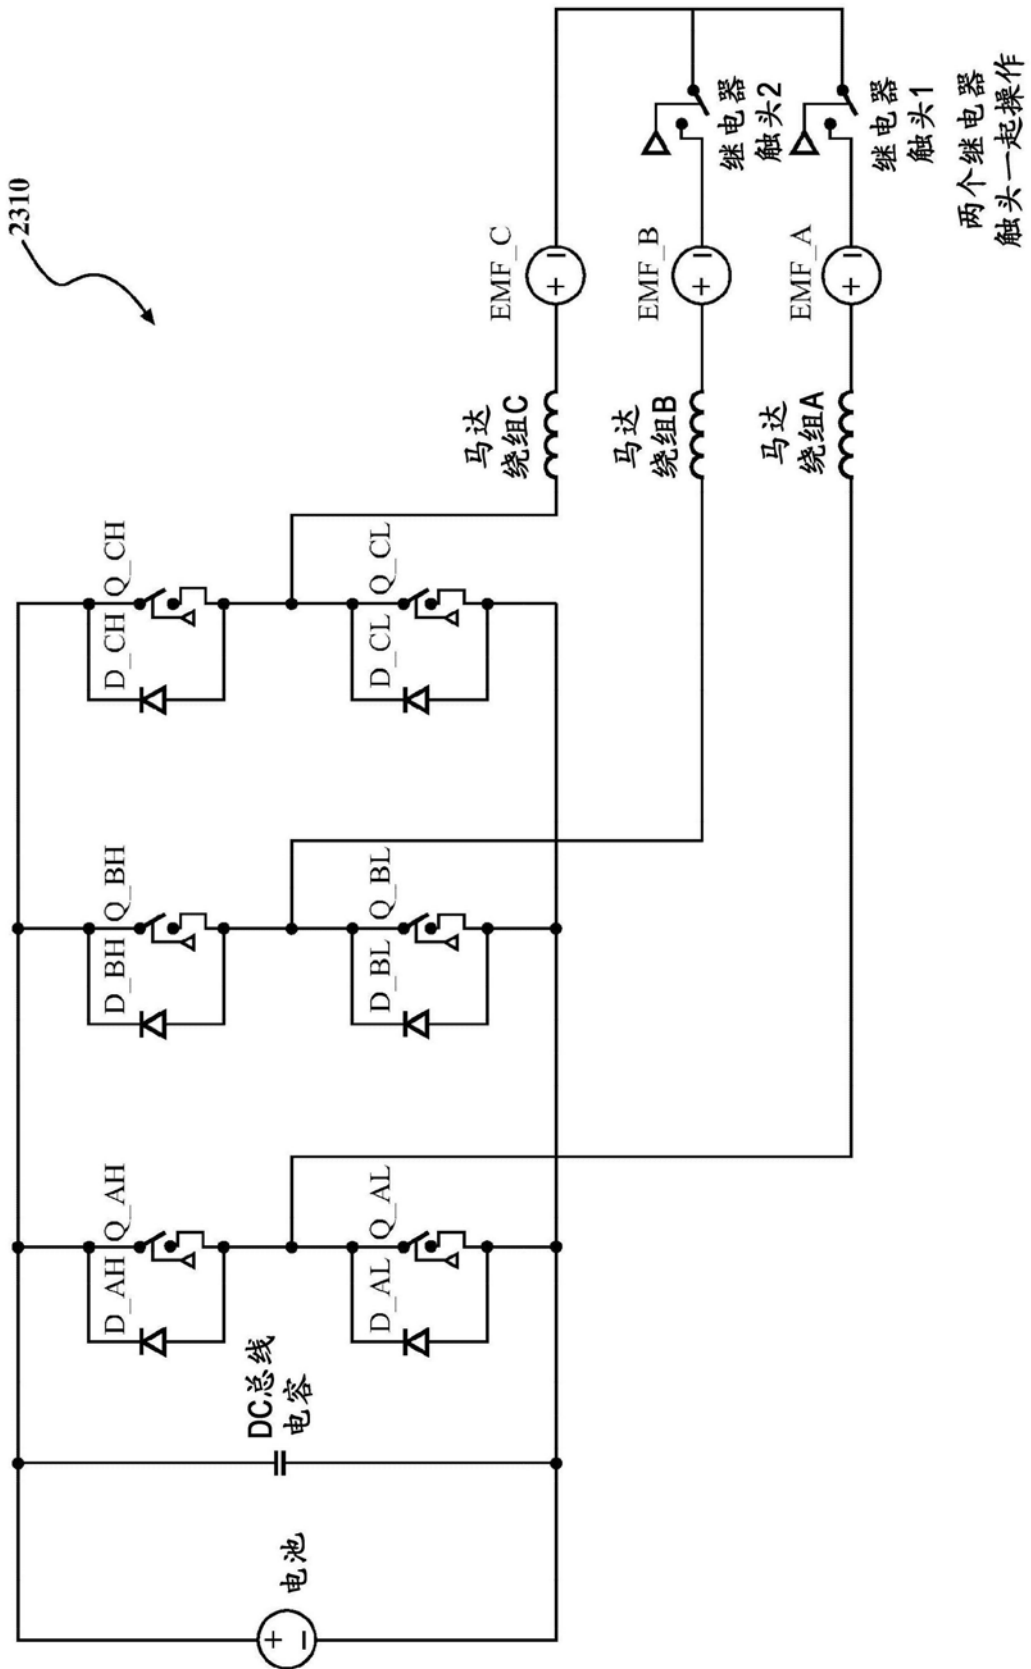 2310
电池
DC总线
电容
D_AH
Q_AH
D_AL
Q_AL
D_BH
Q_BH
D_BL
Q_BL
D_CH
Q_CH
D_CL
Q_CL
马达
绕组C
EMF_C
马达
绕组B
EMF_B
马达
绕组A
EMF_A
继电器
触头2
继电器
触头1
两个继电器
触头一起操作